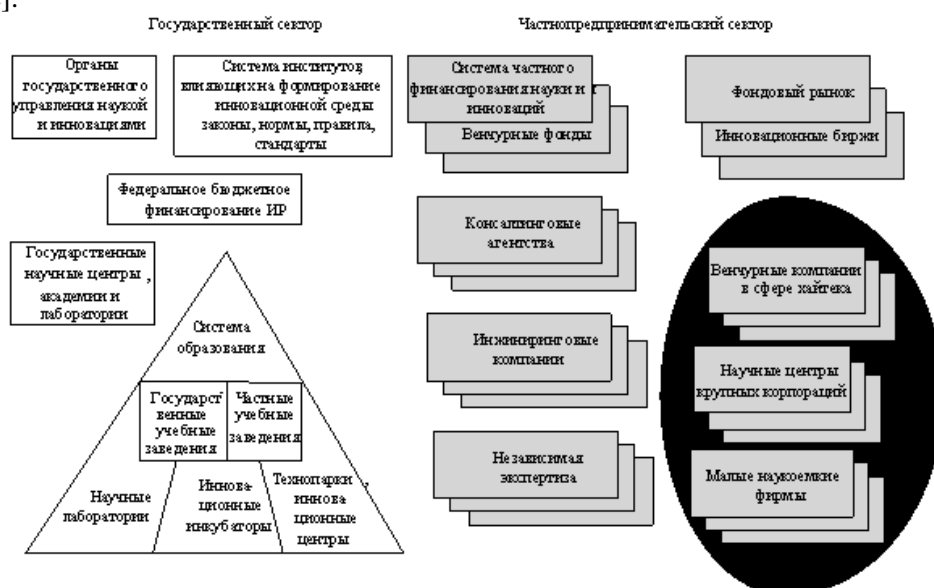 ].
Государственный сектор
Частнопредпринимательский сектор
Органы
государственного
управления наукой
и инновациями
Система институтов,
влияющих на формирование
инновационной среды
законы, нормы, правила,
стандарты
Федеральное бюджетное
финансирование ИР
Государственные
научные центры ,
академии и
лаборатории
Система
образования
Государст
венные
учебные
заведения
Частные
учебные
заведения
Научные
лаборатории
Иннова-
ционные
инкубаторы
Технопарки ,
иннова
ционные
центры
Система частного
финансирования науки и
инноваций
Венчурные фонды
Консалтинговые
агентства
Инжиниринговые
компании
Независимая
экспертиза
Фондовый рынок
Инновационные биржи
Венчурные компании
в сфере хайтека
Научные центры
крупных корпораций
Малые наукоемкие
фирмы